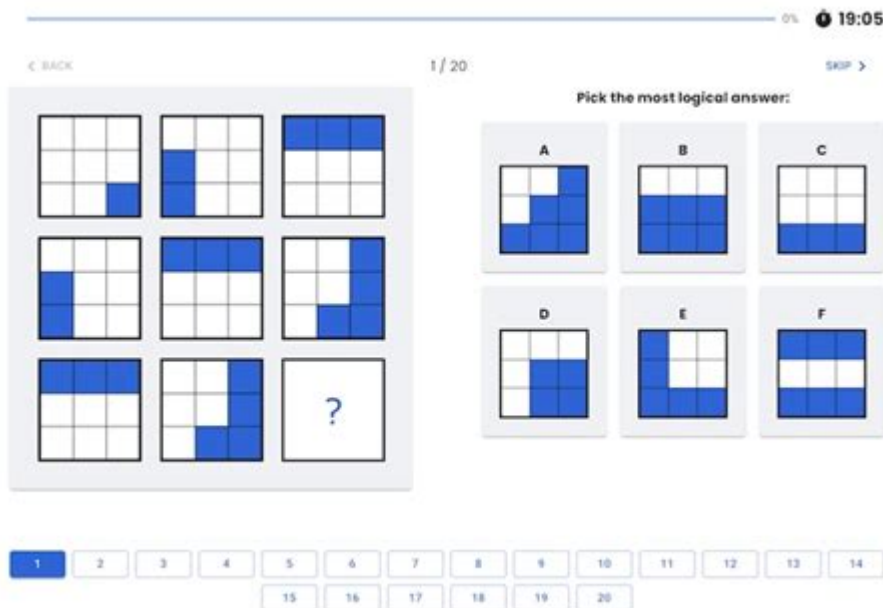 0% 19:05
< BACK 1 / 20 SKIP >
Pick the most logical answer:
A B C
D E F
?
1 2 3 4 5 6 7 8 9 10 11 12 13 14
15 16 17 18 19 20